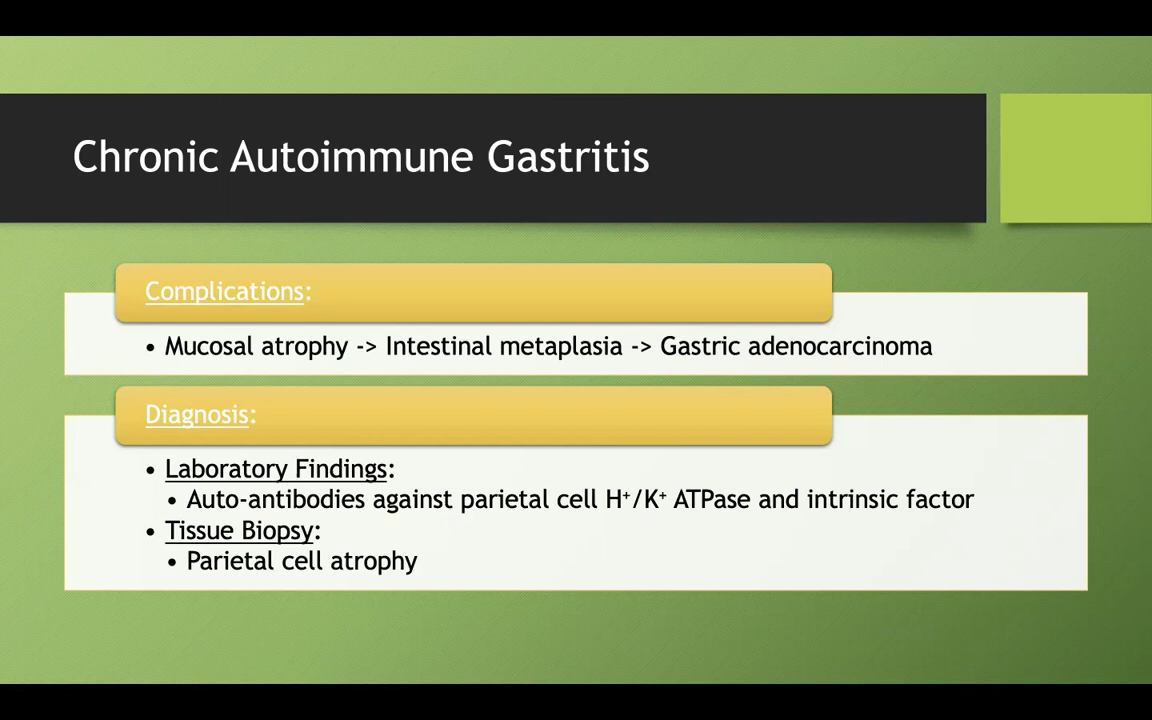 Chronic Autoimmune Gastritis
Complications:
• Mucosal atrophy -> Intestinal metaplasia -> Gastric adenocarcinoma
Diagnosis:
• Laboratory Findings:
• Auto-antibodies against parietal cell H⁺/K⁺ ATPase and intrinsic factor
• Tissue Biopsy:
• Parietal cell atrophy